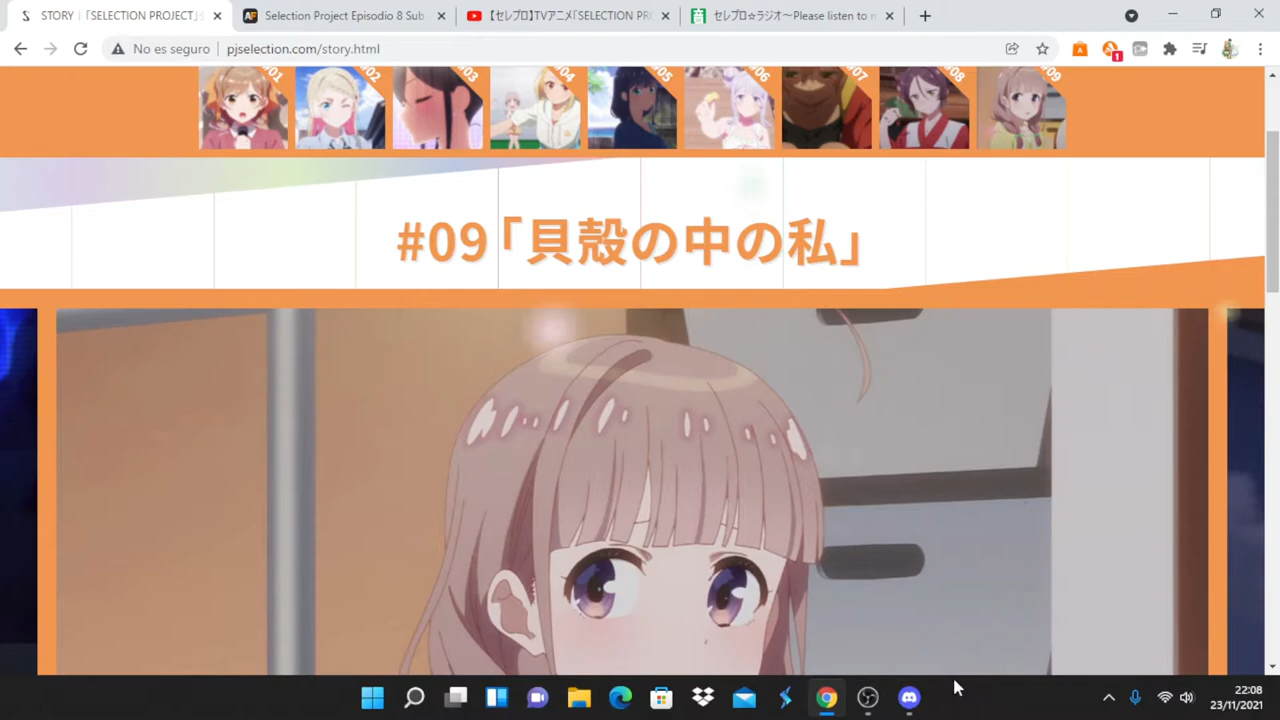 STORY | 「SELECTION PROJECT」
Selection Project Episodio 8 Sub
【セレプロ】TVアニメ「SELECTION PRO
セレプロ☆ラジオ～Please listen to m
No es seguro
pjselection.com/story.html
1
#01
#02
#03
#04
#05
#06
#07
#08
#09
#09「貝殻の中の私」
22:08
23/11/2021